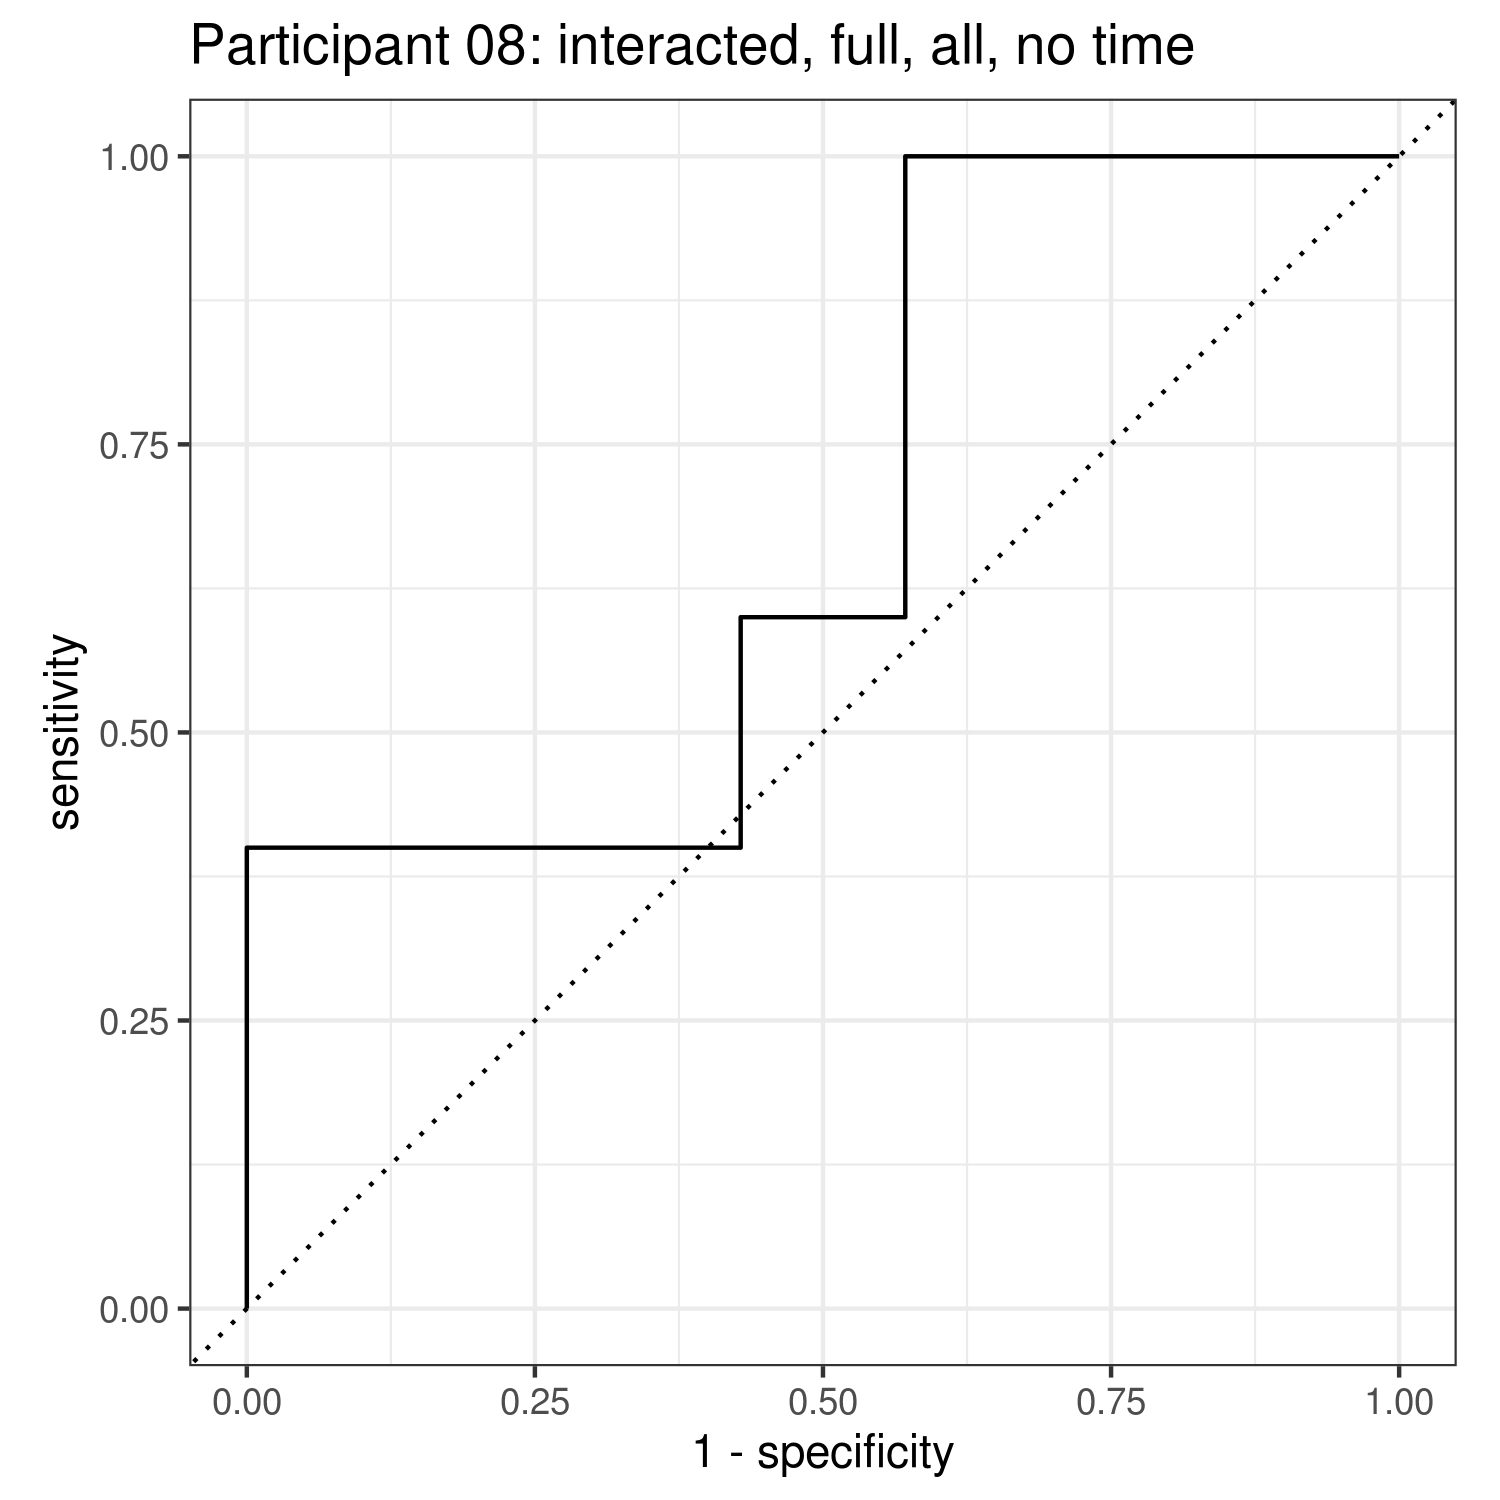 Participant 08: interacted, full, all, no time
1.00
0.75
0.50
0.25
0.00
sensitivity
0.00 0.25 0.50 0.75 1.00
1 - specificity